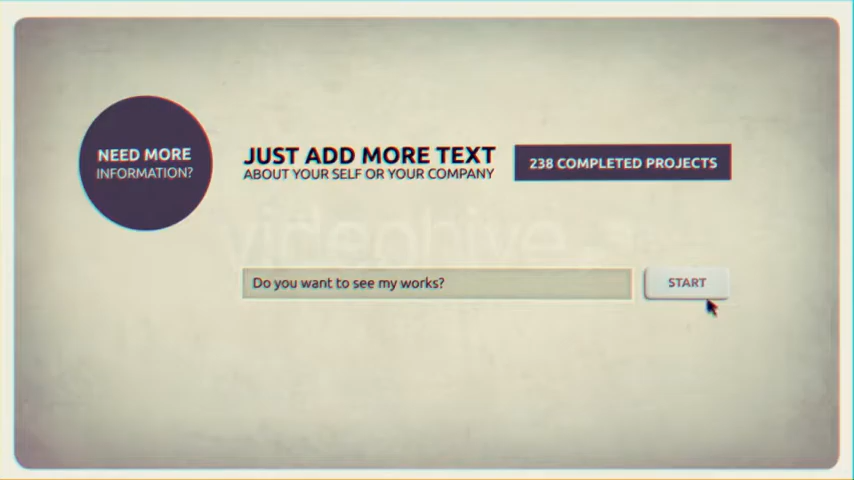 NEED MORE
INFORMATION?
JUST ADD MORE TEXT
ABOUT YOUR SELF OR YOUR COMPANY
238 COMPLETED PROJECTS
videohive
Do you want to see my works?
START